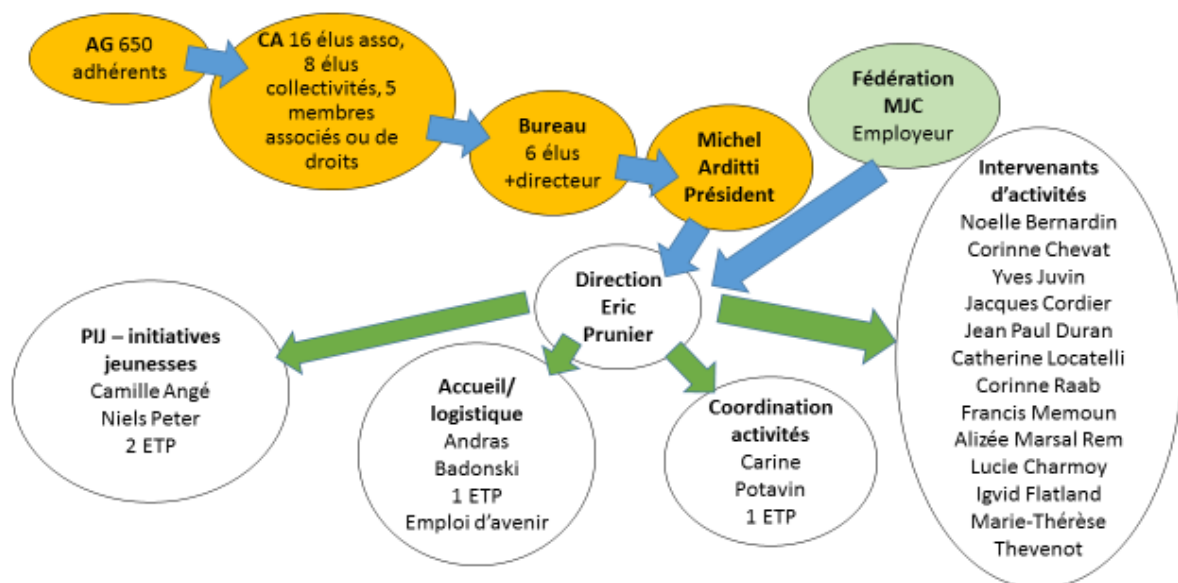 AG 650
adhérents
CA 16 élus asso,
8 élus
collectivités, 5
membres
associés ou de
droits
Bureau
6 élus
+directeur
Michel
Arditti
Président
Fédération
MJC
Employeur
Intervenants
d’activités
Noelle Bernardin
Corinne Chevat
Yves Juvin
Jacques Cordier
Jean Paul Duran
Catherine Locatelli
Corinne Raab
Francis Memoun
Alizée Marsal Rem
Lucie Charmoy
Igvid Flatland
Marie-Thérèse
Thevenot
Direction
Eric
Prunier
PIJ – initiatives
jeunesses
Camille Angé
Niels Peter
2 ETP
Accueil/
logistique
Andras
Badonski
1 ETP
Emploi d’avenir
Coordination
activités
Carine
Potavin
1 ETP